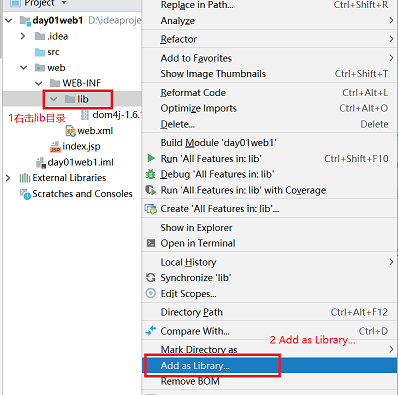 Project
day01web1 D:\ideaproje
.idea
src
web
WEB-INF
lib
1右击lib目录
dom4j-1.6.
web.xml
index.jsp
day01web1.iml
External Libraries
Scratches and Consoles
Replace in Path... Ctrl+Shift+R
Analyze
Refactor
Add to Favorites
Show Image Thumbnails Ctrl+Shift+T
Reformat Code Ctrl+Alt+L
Optimize Imports Ctrl+Alt+O
Delete... Delete
Build Module 'day01web1'
Run 'All Features in: lib' Ctrl+Shift+F10
Debug 'All Features in: lib'
Run 'All Features in: lib' with Coverage
Create 'All Features in: lib'...
Show in Explorer
Open in Terminal
Local History
Synchronize 'lib'
Edit Scopes...
Directory Path Ctrl+Alt+F12
Compare With... Ctrl+D
2 Add as Library...
Mark Directory as
Add as Library...
Remove BOM